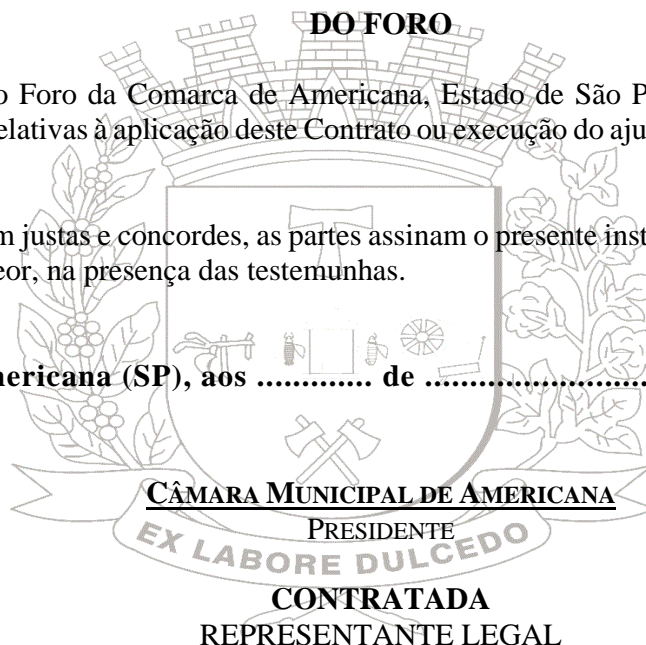 DO FORO
o Foro da Comarca de Americana, Estado de São P
elativas à aplicação deste Contrato ou execução do aju
m justas e concordes, as partes assinam o presente inst
eor, na presença das testemunhas.
mericana (SP), aos ............. de .........................
CÂMARA MUNICIPAL DE AMERICANA
PRESIDENTE
EX LABORE DULCEDO
CONTRATADA
REPRESENTANTE LEGAL